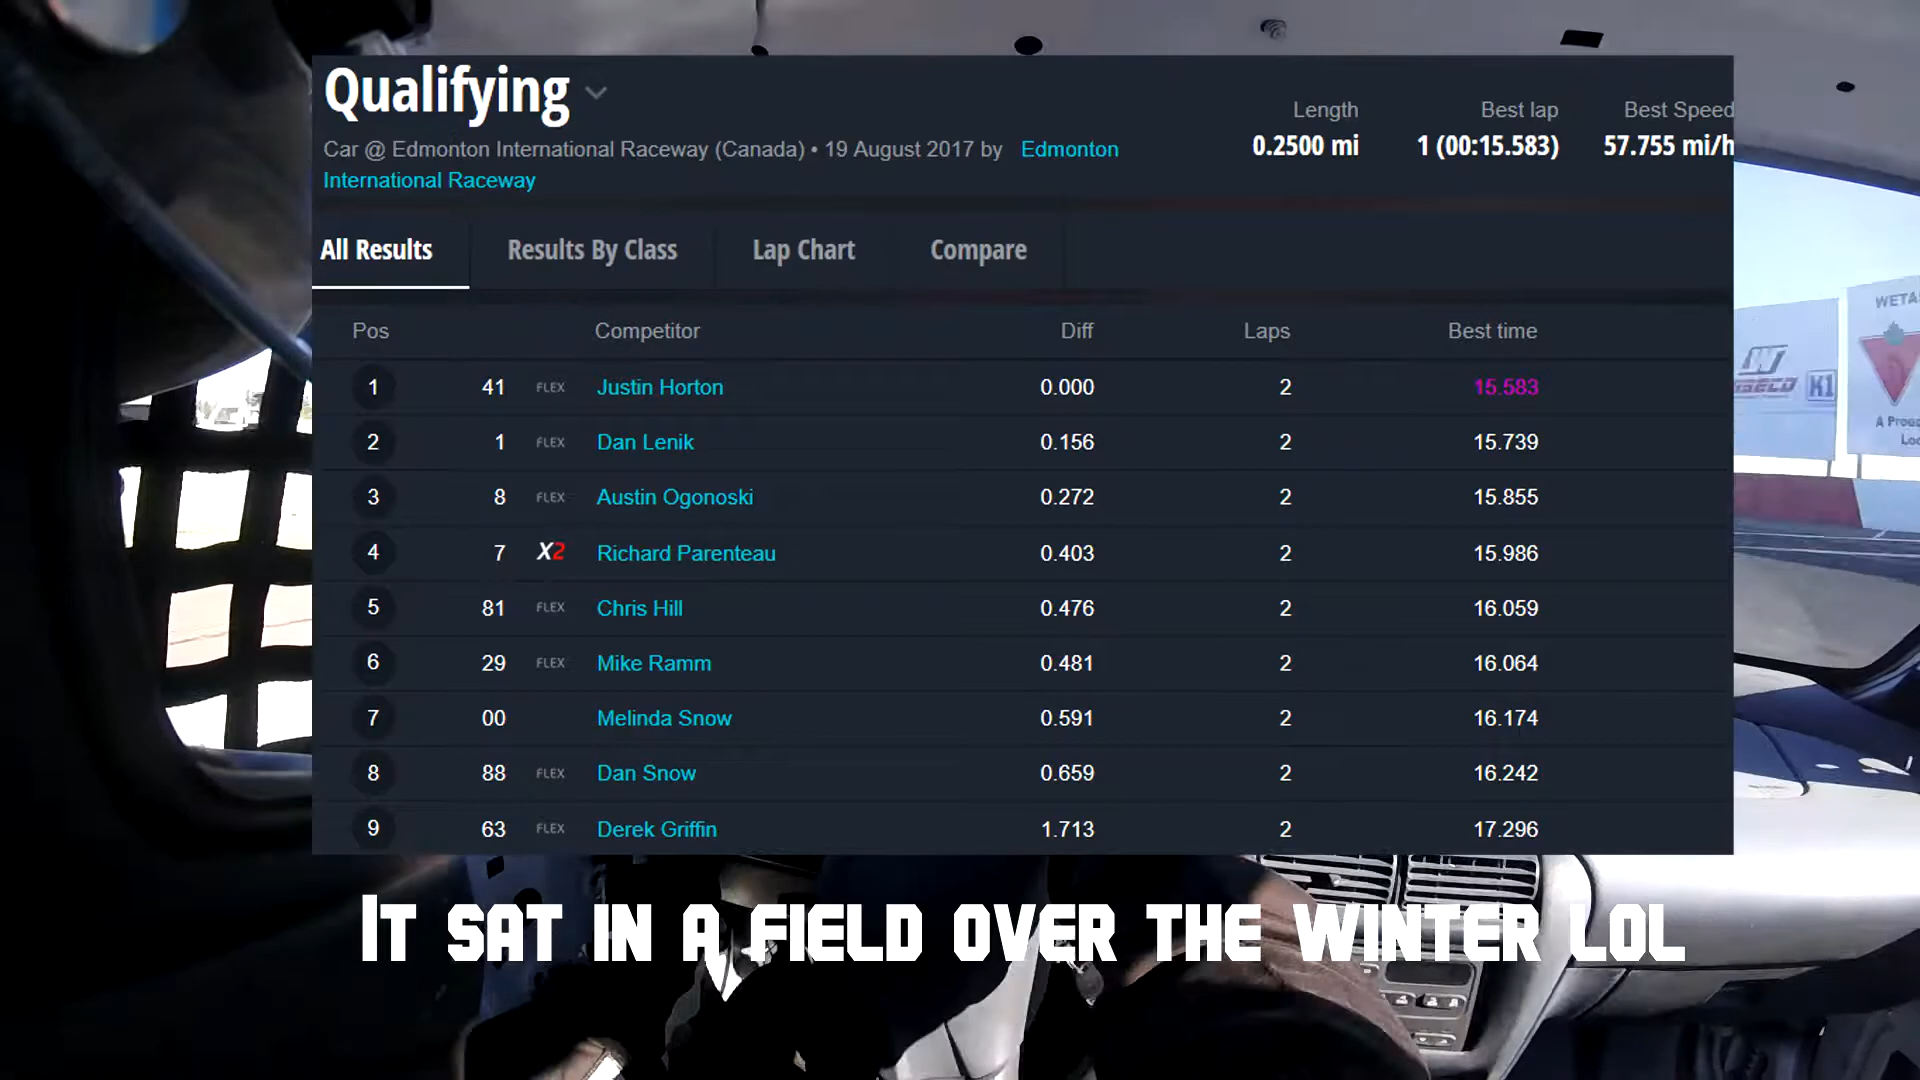 Qualifying
Length Best lap Best Speed
0.2500 mi 1 (00:15.583) 57.755 mi/h
Car @ Edmonton International Raceway (Canada) • 19 August 2017 by Edmonton
International Raceway
All Results Results By Class Lap Chart Compare
Pos Competitor Diff Laps Best time
1 41 FLEX Justin Horton 0.000 2 15.583
2 1 FLEX Dan Lenik 0.156 2 15.739
3 8 FLEX Austin Ogonoski 0.272 2 15.855
4 7 X2 Richard Parenteau 0.403 2 15.986
5 81 FLEX Chris Hill 0.476 2 16.059
6 29 FLEX Mike Ramm 0.481 2 16.064
7 00 Melinda Snow 0.591 2 16.174
8 88 FLEX Dan Snow 0.659 2 16.242
9 63 FLEX Derek Griffin 1.713 2 17.296
WETA
K1
A
It sat in a field over the winter lol